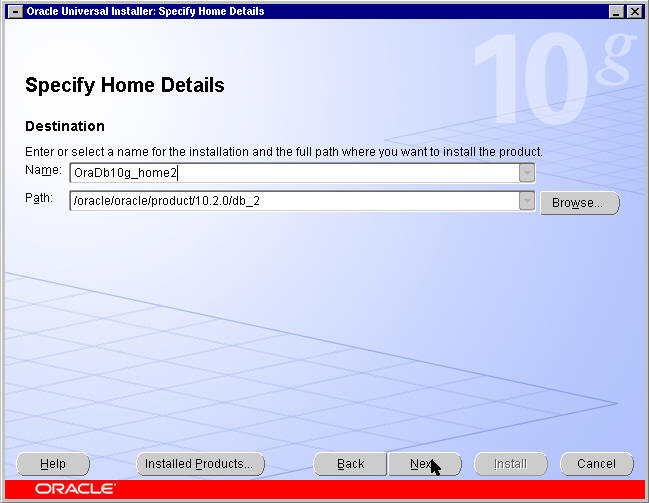 Oracle Universal Installer: Specify Home Details
10g
Specify Home Details
Destination
Enter or select a name for the installation and the full path where you want to install the product.
Name: OraDb10g_home2
Path: /oracle/oracle/product/10.2.0/db_2 Browse...
Help Installed Products... Back Next Install Cancel
ORACLE